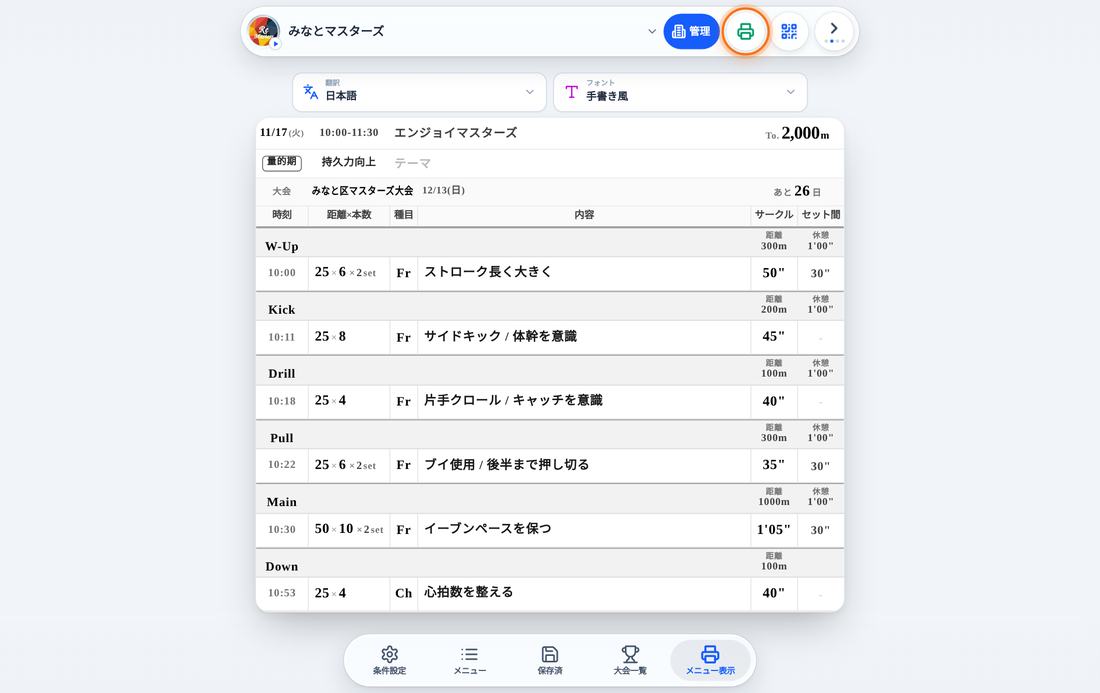 みなとマスターズ
管理
翻訳
日本語
フォント
手書き風
11/17(火) 10:00-11:30 エンジョイマスターズ To. 2,000m
量的期 持久力向上 テーマ
大会 みなと区マスターズ大会 12/13(日) あと 26 日
時刻 距離×本数 種目 内容 サークル セット間
W-Up 距離 300m 休憩 1'00"
10:00 25×6×2set Fr ストローク長く大きく 50" 30"
Kick 距離 200m 休憩 1'00"
10:11 25×8 Fr サイドキック / 体幹を意識 45" -
Drill 距離 100m 休憩 1'00"
10:18 25×4 Fr 片手クロール / キャッチを意識 40" -
Pull 距離 300m 休憩 1'00"
10:22 25×6×2set Fr ブイ使用 / 後半まで押し切る 35" 30"
Main 距離 1000m 休憩 1'00"
10:30 50×10×2set Fr イーブンペースを保つ 1'05" 30"
Down 距離 100m
10:53 25×4 Ch 心拍数を整える 40" -
条件設定 メニュー 保存済 大会一覧 メニュー表示